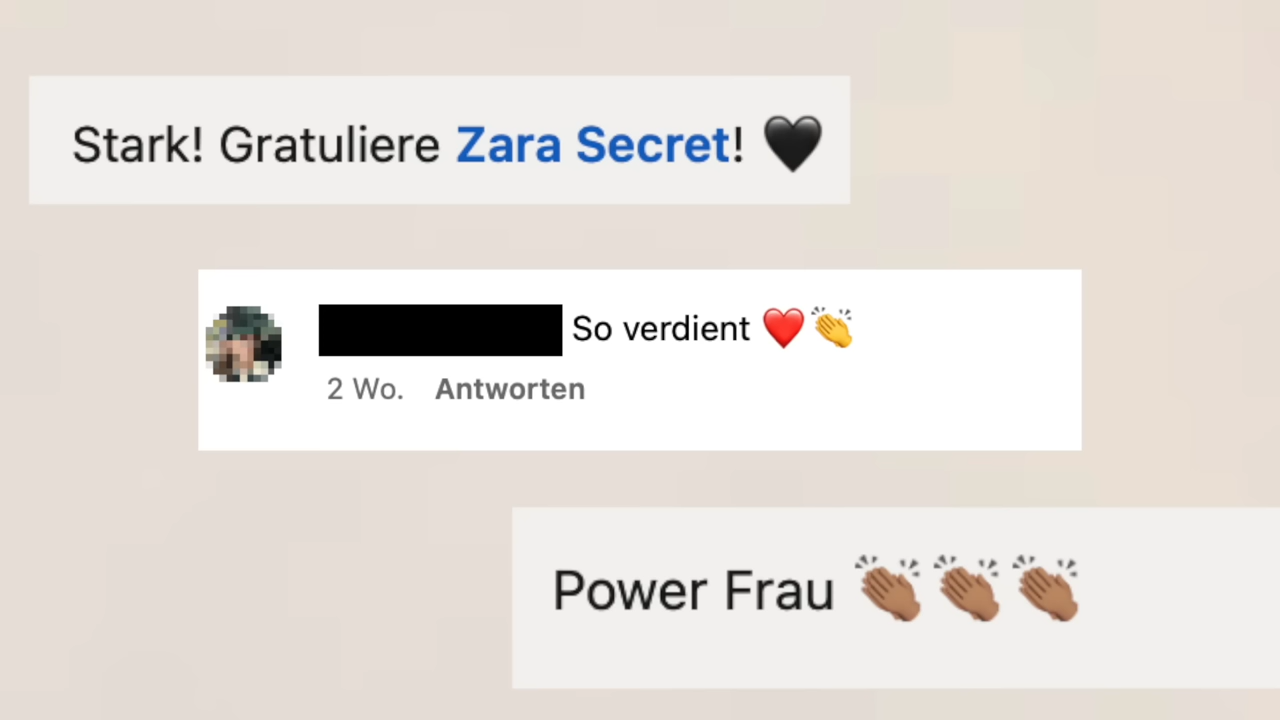 Stark! Gratuliere Zara Secret! 🖤
So verdient ❤️👏
2 Wo. Antworten
Power Frau 👏🏽👏🏽👏🏽